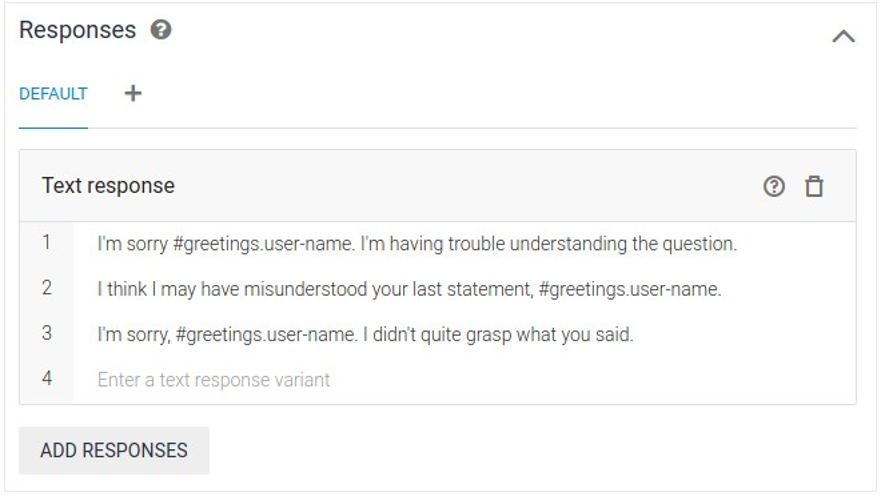 Responses ?
DEFAULT +
Text response ?
1 I'm sorry #greetings.user-name. I'm having trouble understanding the question.
2 I think I may have misunderstood your last statement, #greetings.user-name.
3 I'm sorry, #greetings.user-name. I didn't quite grasp what you said.
4 Enter a text response variant
ADD RESPONSES